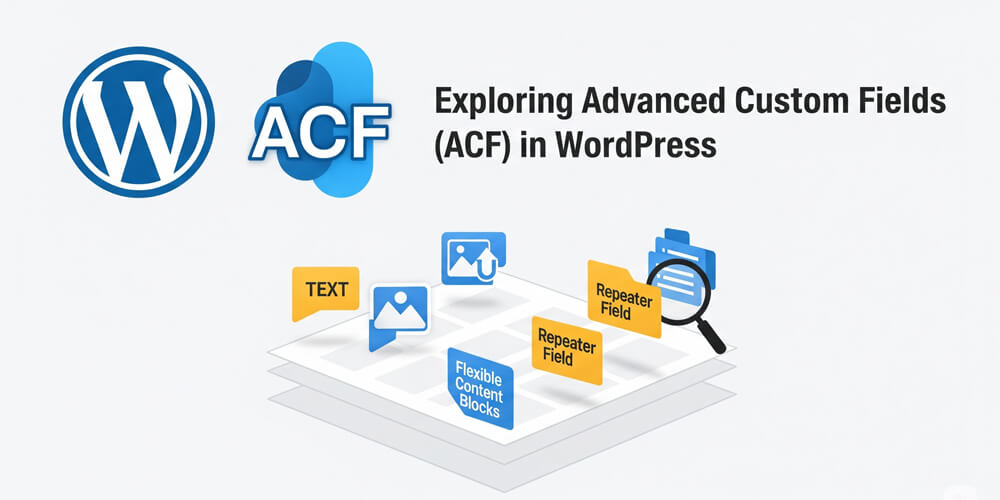 W
ACF
Exploring Advanced Custom Fields
(ACF) in WordPress
TEXT
Repeater
Field
Repeater
Field
Flexible
Content
Blocks